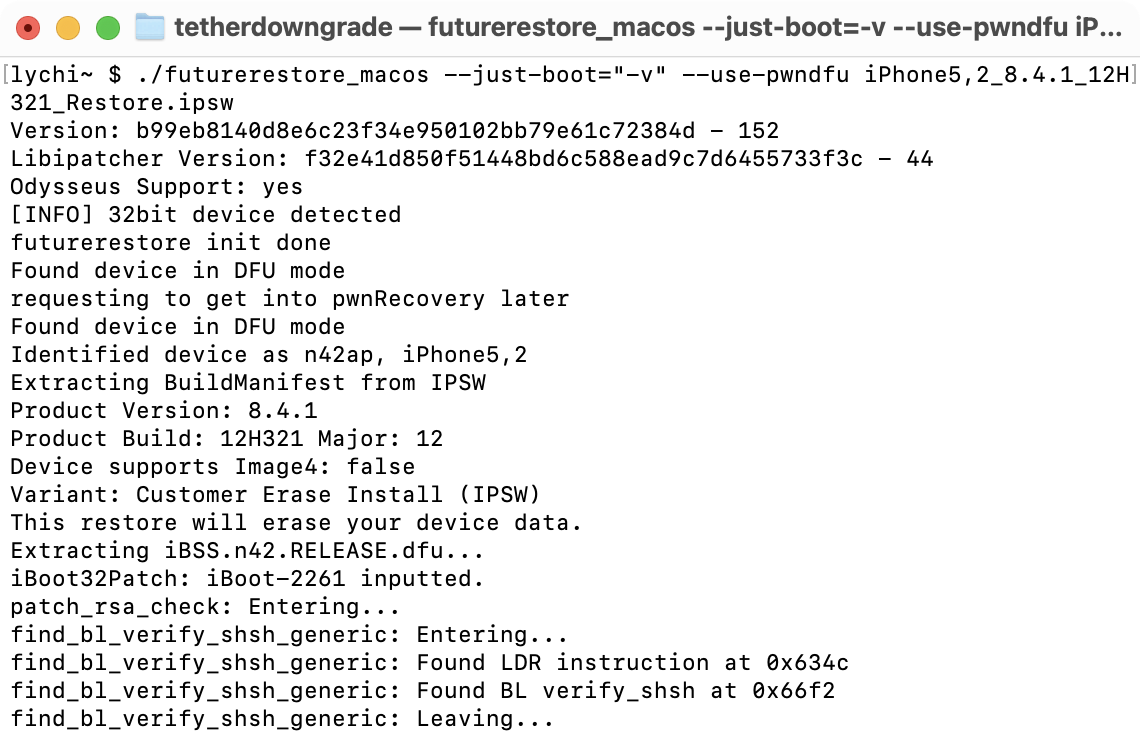 tetherdowngrade — futurerestore_macos --just-boot=-v --use-pwndfu iP...
[lychi~ $ ./futurerestore_macos --just-boot="-v" --use-pwndfu iPhone5,2_8.4.1_12H]
321_Restore.ipsw
Version: b99eb8140d8e6c23f34e950102bb79e61c72384d - 152
Libipatcher Version: f32e41d850f51448bd6c588ead9c7d6455733f3c - 44
Odysseus Support: yes
[INFO] 32bit device detected
futurerestore init done
Found device in DFU mode
requesting to get into pwnRecovery later
Found device in DFU mode
Identified device as n42ap, iPhone5,2
Extracting BuildManifest from IPSW
Product Version: 8.4.1
Product Build: 12H321 Major: 12
Device supports Image4: false
Variant: Customer Erase Install (IPSW)
This restore will erase your device data.
Extracting iBSS.n42.RELEASE.dfu...
iBoot32Patch: iBoot-2261 inputted.
patch_rsa_check: Entering...
find_bl_verify_shsh_generic: Entering...
find_bl_verify_shsh_generic: Found LDR instruction at 0x634c
find_bl_verify_shsh_generic: Found BL verify_shsh at 0x66f2
find_bl_verify_shsh_generic: Leaving...